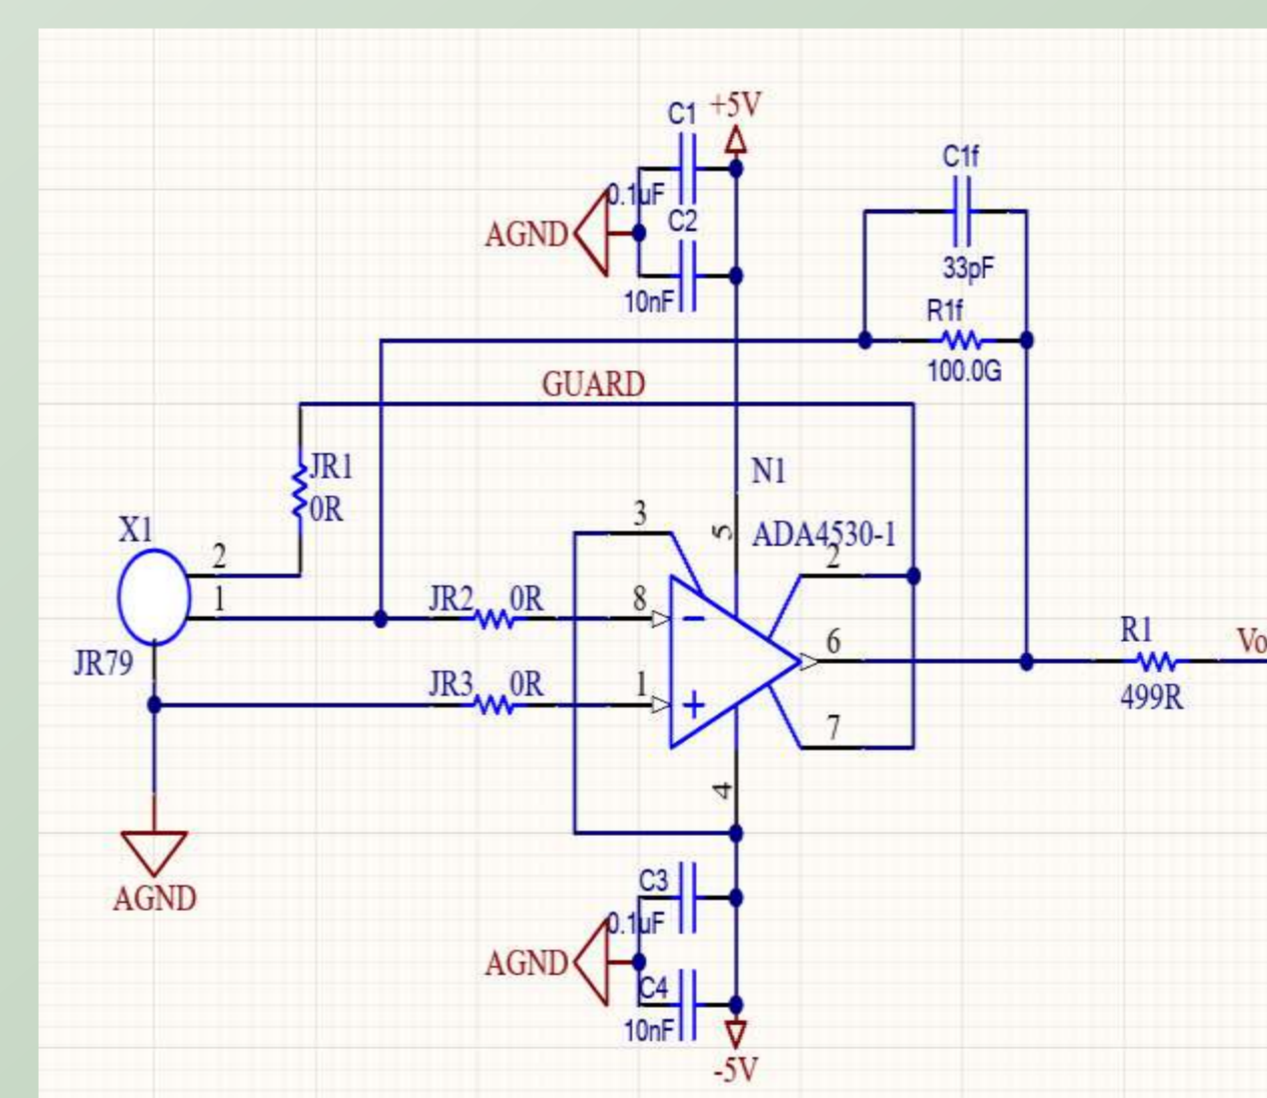 C1
+5V
0.1uF
C2
AGND
10nF
C1f
33pF
R1f
100.0G
GUARD
JR1
0R
N1
ADA4530-1
X1
2
1
JR79
3
5
2
JR2
0R
8
6
JR3
0R
1
7
4
R1
499R
Vo
AGND
C3
0.1uF
AGND
C4
10nF
-5V